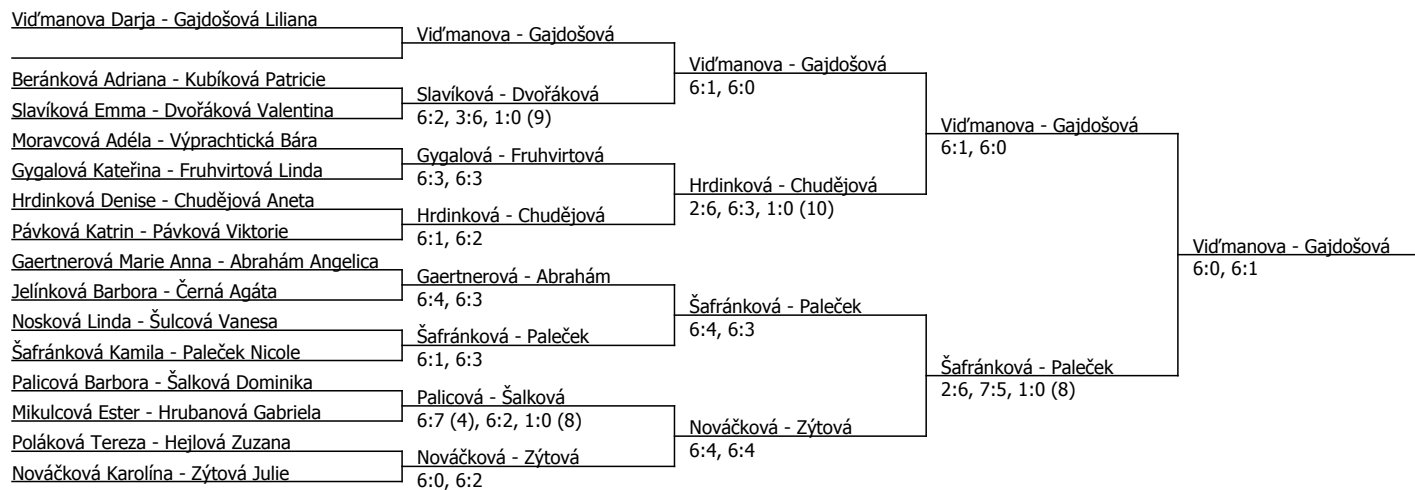 Viďmanova Darja - Gajdošová Liliana
Beránková Adriana - Kubíková Patricie
Slavíková Emma - Dvořáková Valentina
Moravcová Adéla - Výprachtická Bára
Gygalová Kateřina - Fruhvirtová Linda
Hrdinková Denise - Chudějová Aneta
Pávková Katrin - Pávková Viktorie
Gaertnerová Marie Anna - Abrahám Angelica
Jelínková Barbora - Černá Agáta
Nosková Linda - Šulcová Vanesa
Šafránková Kamila - Paleček Nicole
Palicová Barbora - Šalková Dominika
Mikulcová Ester - Hrubanová Gabriela
Poláková Tereza - Hejlová Zuzana
Nováčková Karolína - Zýtová Julie
Viďmanova - Gajdošová
Slavíková - Dvořáková
6:2, 3:6, 1:0 (9)
Gygalová - Fruhvirtová
6:3, 6:3
Hrdinková - Chudějová
6:1, 6:2
Gaertnerová - Abrahám
6:4, 6:3
Šafránková - Paleček
6:1, 6:3
Palicová - Šalková
6:7 (4), 6:2, 1:0 (8)
Nováčková - Zýtová
6:0, 6:2
Viďmanova - Gajdošová
6:1, 6:0
Hrdinková - Chudějová
2:6, 6:3, 1:0 (10)
Šafránková - Paleček
6:4, 6:3
Nováčková - Zýtová
6:4, 6:4
Viďmanova - Gajdošová
6:1, 6:0
Šafránková - Paleček
2:6, 7:5, 1:0 (8)
Viďmanova - Gajdošová
6:0, 6:1